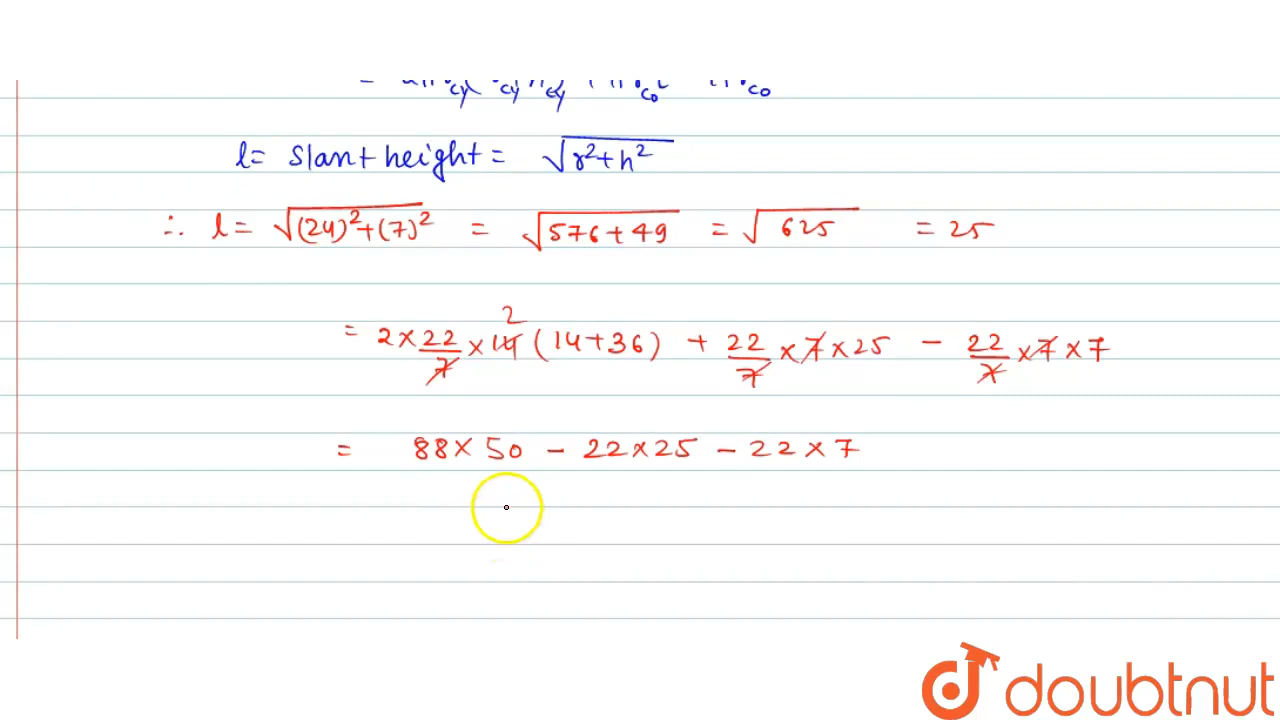 l = Slant height = √r²+h²
∴ l = √(24)²+(7)² = √576+49 = √625 = 25
= 2 × 22/7 × 14 2 (14+36) + 22/7 × 7 × 25 − 22/7 × 7 × 7
= 88 × 50 − 22 × 25 − 22 × 7
doubtnut